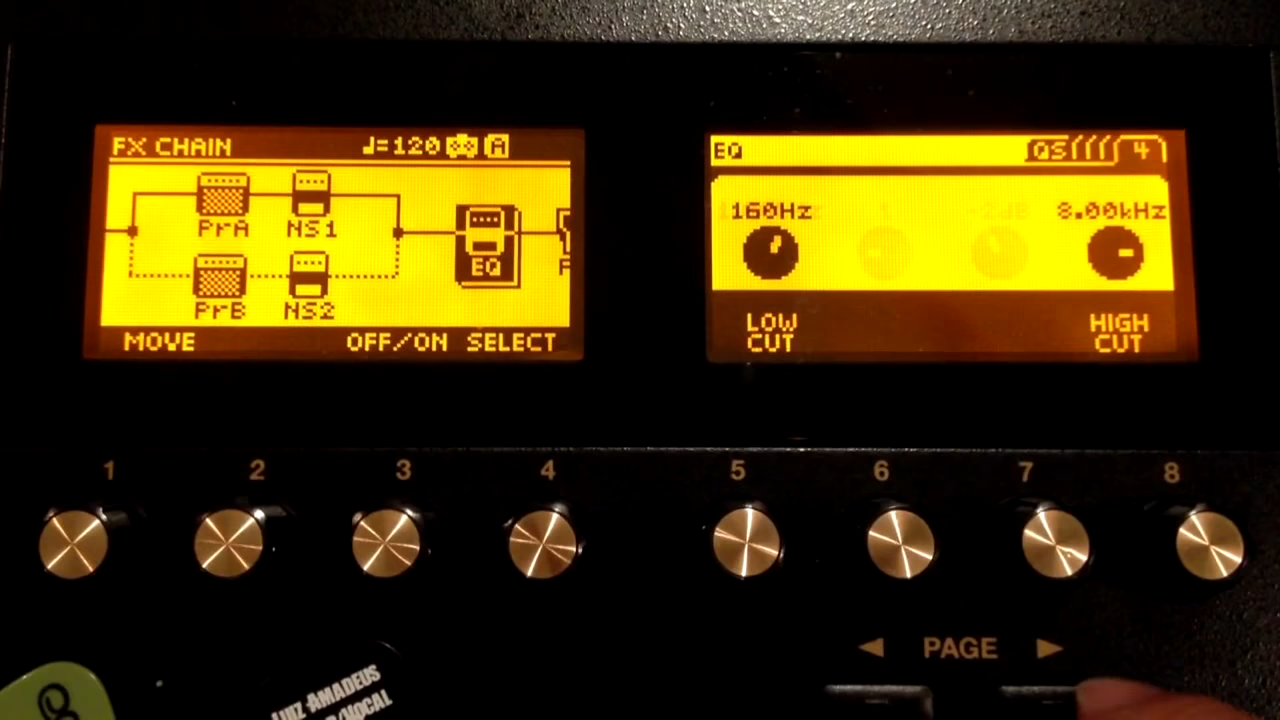 FX CHAIN ♩=120 A
PrA NS1
EQ
PrB NS2
MOVE OFF/ON SELECT
EQ QS 4
160Hz 8.00kHz
LOW CUT
HIGH CUT
1 2 3 4 5 6 7 8
◀ PAGE ▶
LUIZ AMADEUS